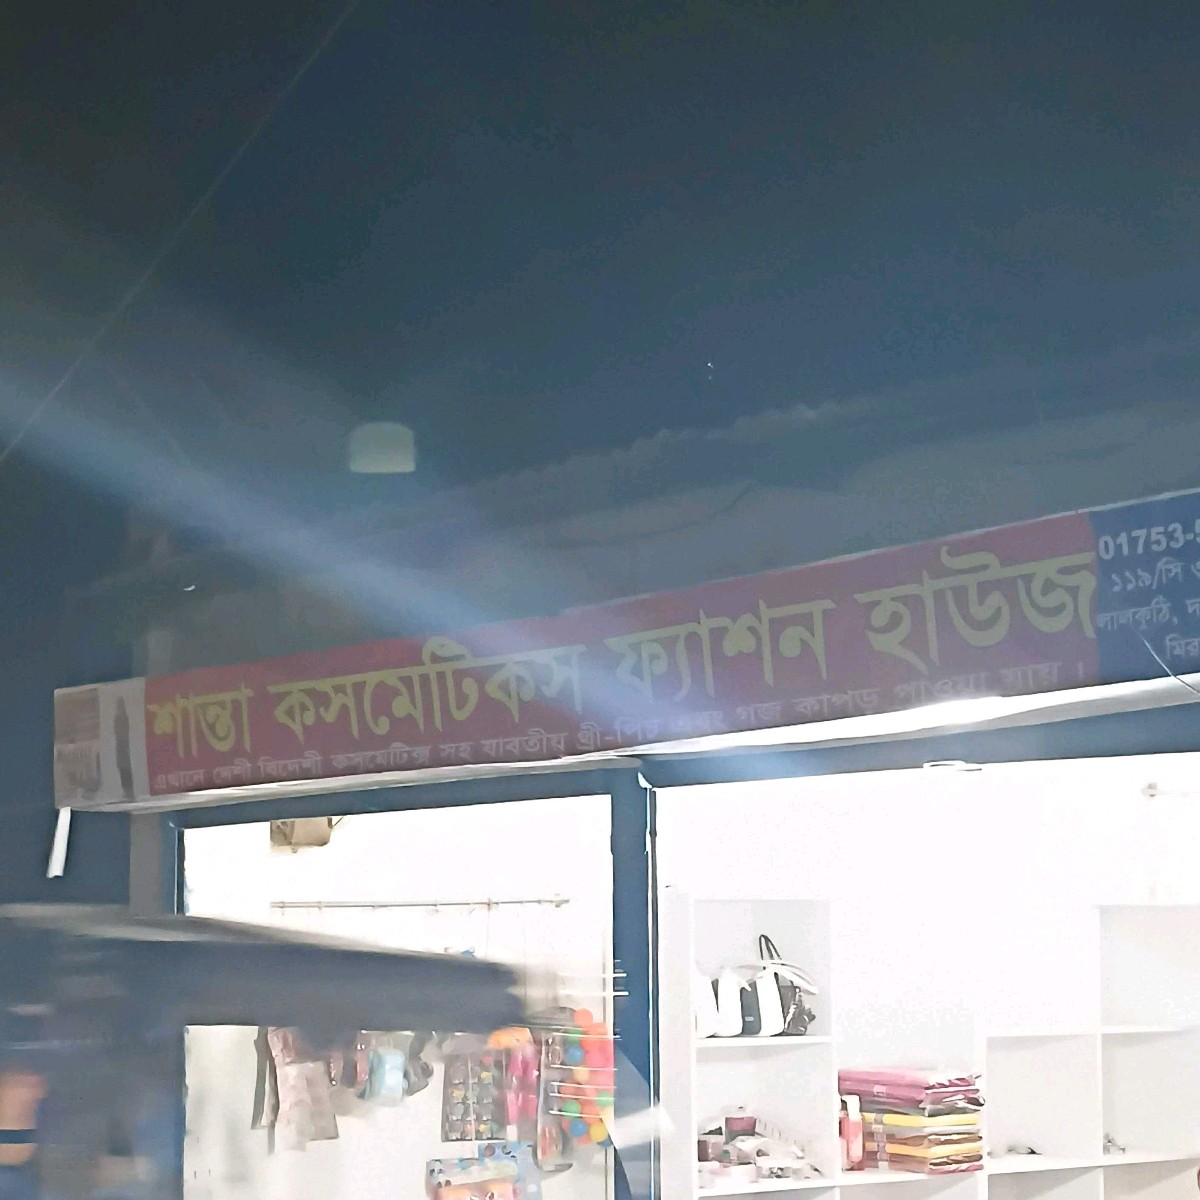 শান্তা কসমেটিকস ফ্যাশন হাউজ
এখানে দেশী বিদেশী কসমেটিক্স সহ যাবতীয় থ্রী-পিচ এবং গজ কাপড় পাওয়া যায়।
01753-
১১৯/সি
লালকুঠি,
মির